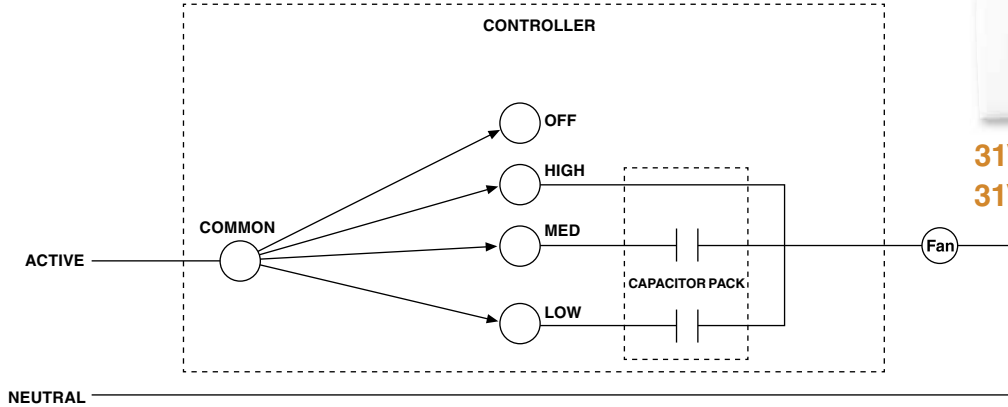 CONTROLLER
OFF
HIGH
COMMON
MED
ACTIVE
Fan
CAPACITOR PACK
LOW
NEUTRAL